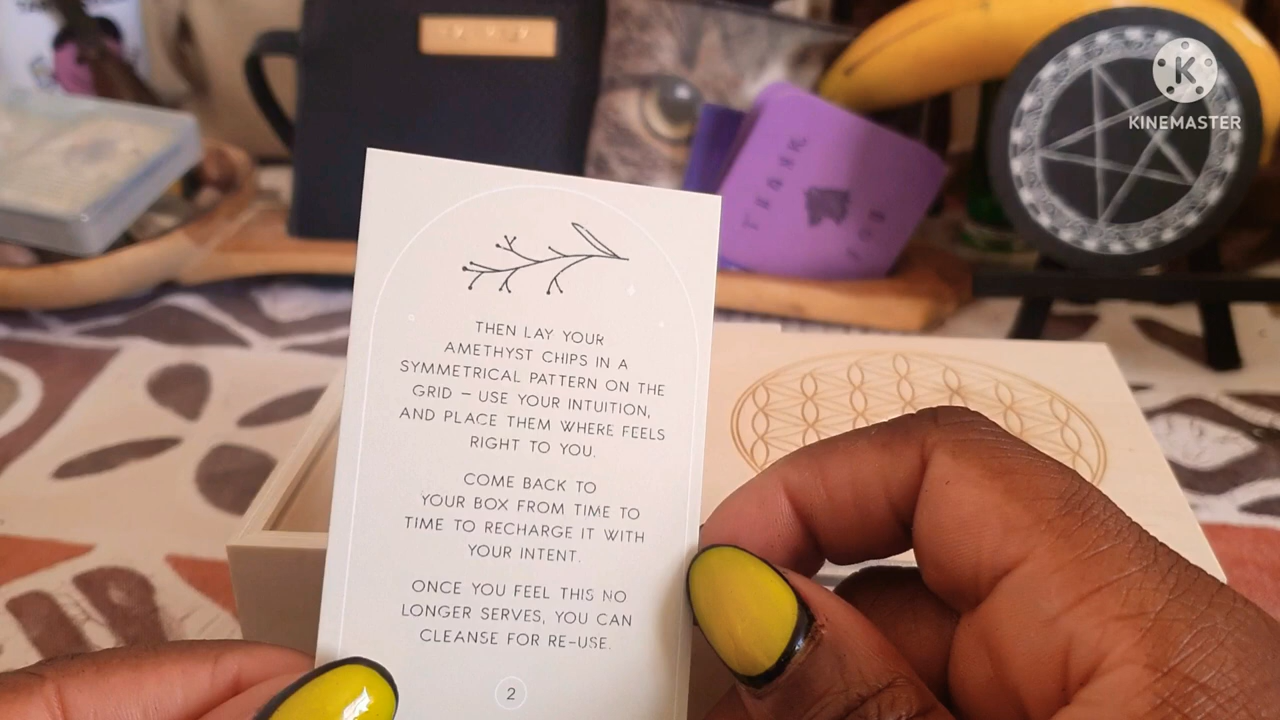 KINEMASTER
THANK
YOU
THEN LAY YOUR
AMETHYST CHIPS IN A
SYMMETRICAL PATTERN ON THE
GRID – USE YOUR INTUITION,
AND PLACE THEM WHERE FEELS
RIGHT TO YOU.
COME BACK TO
YOUR BOX FROM TIME TO
TIME TO RECHARGE IT WITH
YOUR INTENT.
ONCE YOU FEEL THIS NO
LONGER SERVES, YOU CAN
CLEANSE FOR RE-USE.
2